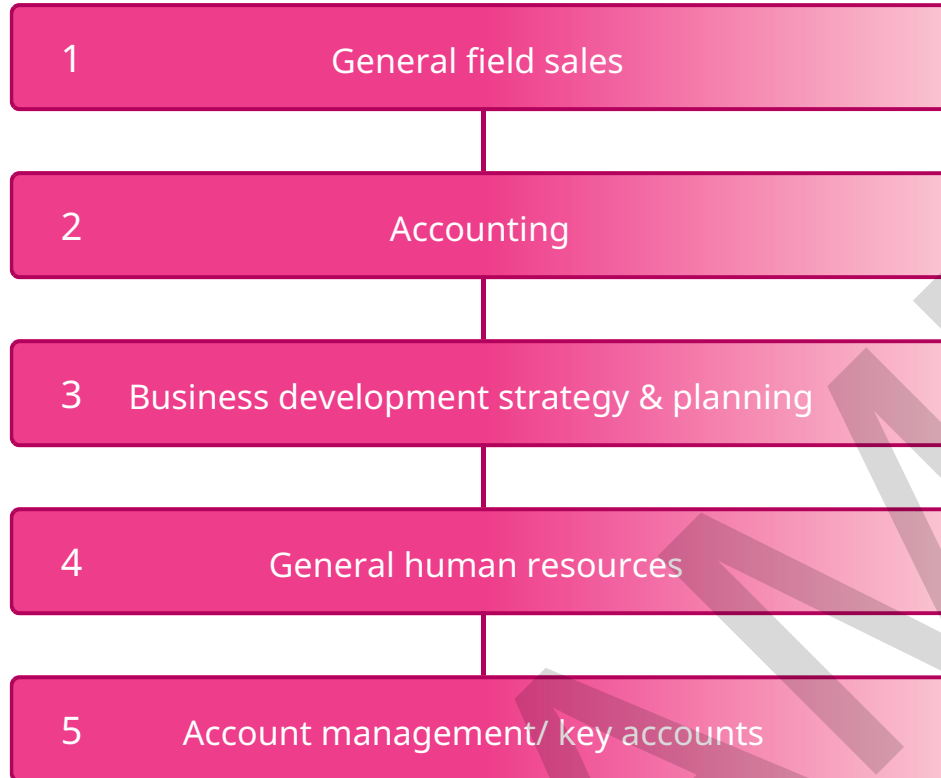 1 General field sales
2 Accounting
3 Business development strategy & planning
4 General human resources
5 Account management/ key accounts